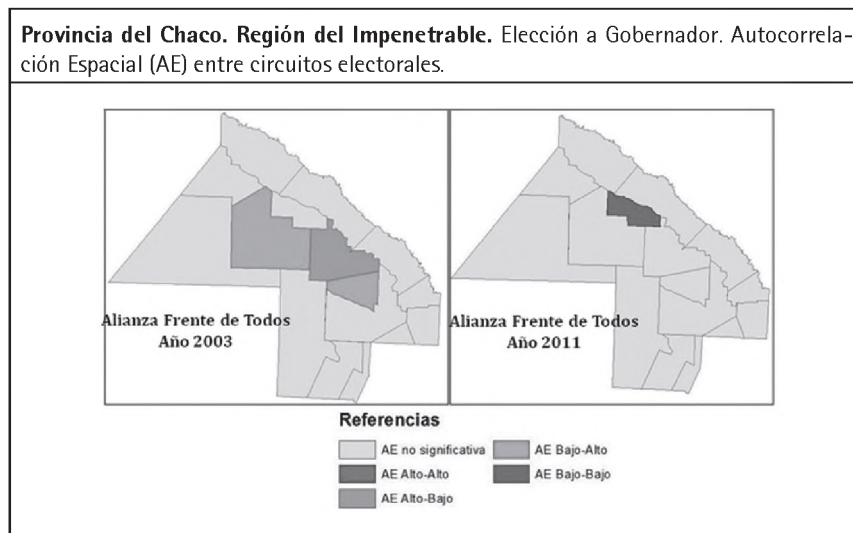 Provincia del Chaco. Región del Impenetrable. Elección a Gobernador. Autocorrela-
ción Espacial (AE) entre circuitos electorales.
Alianza Frente de Todos
Año 2003
Alianza Frente de Todos
Año 2011
Referencias
AE no significativa
AE Bajo-Alto
AE Alto-Alto
AE Bajo-Bajo
AE Alto-Bajo